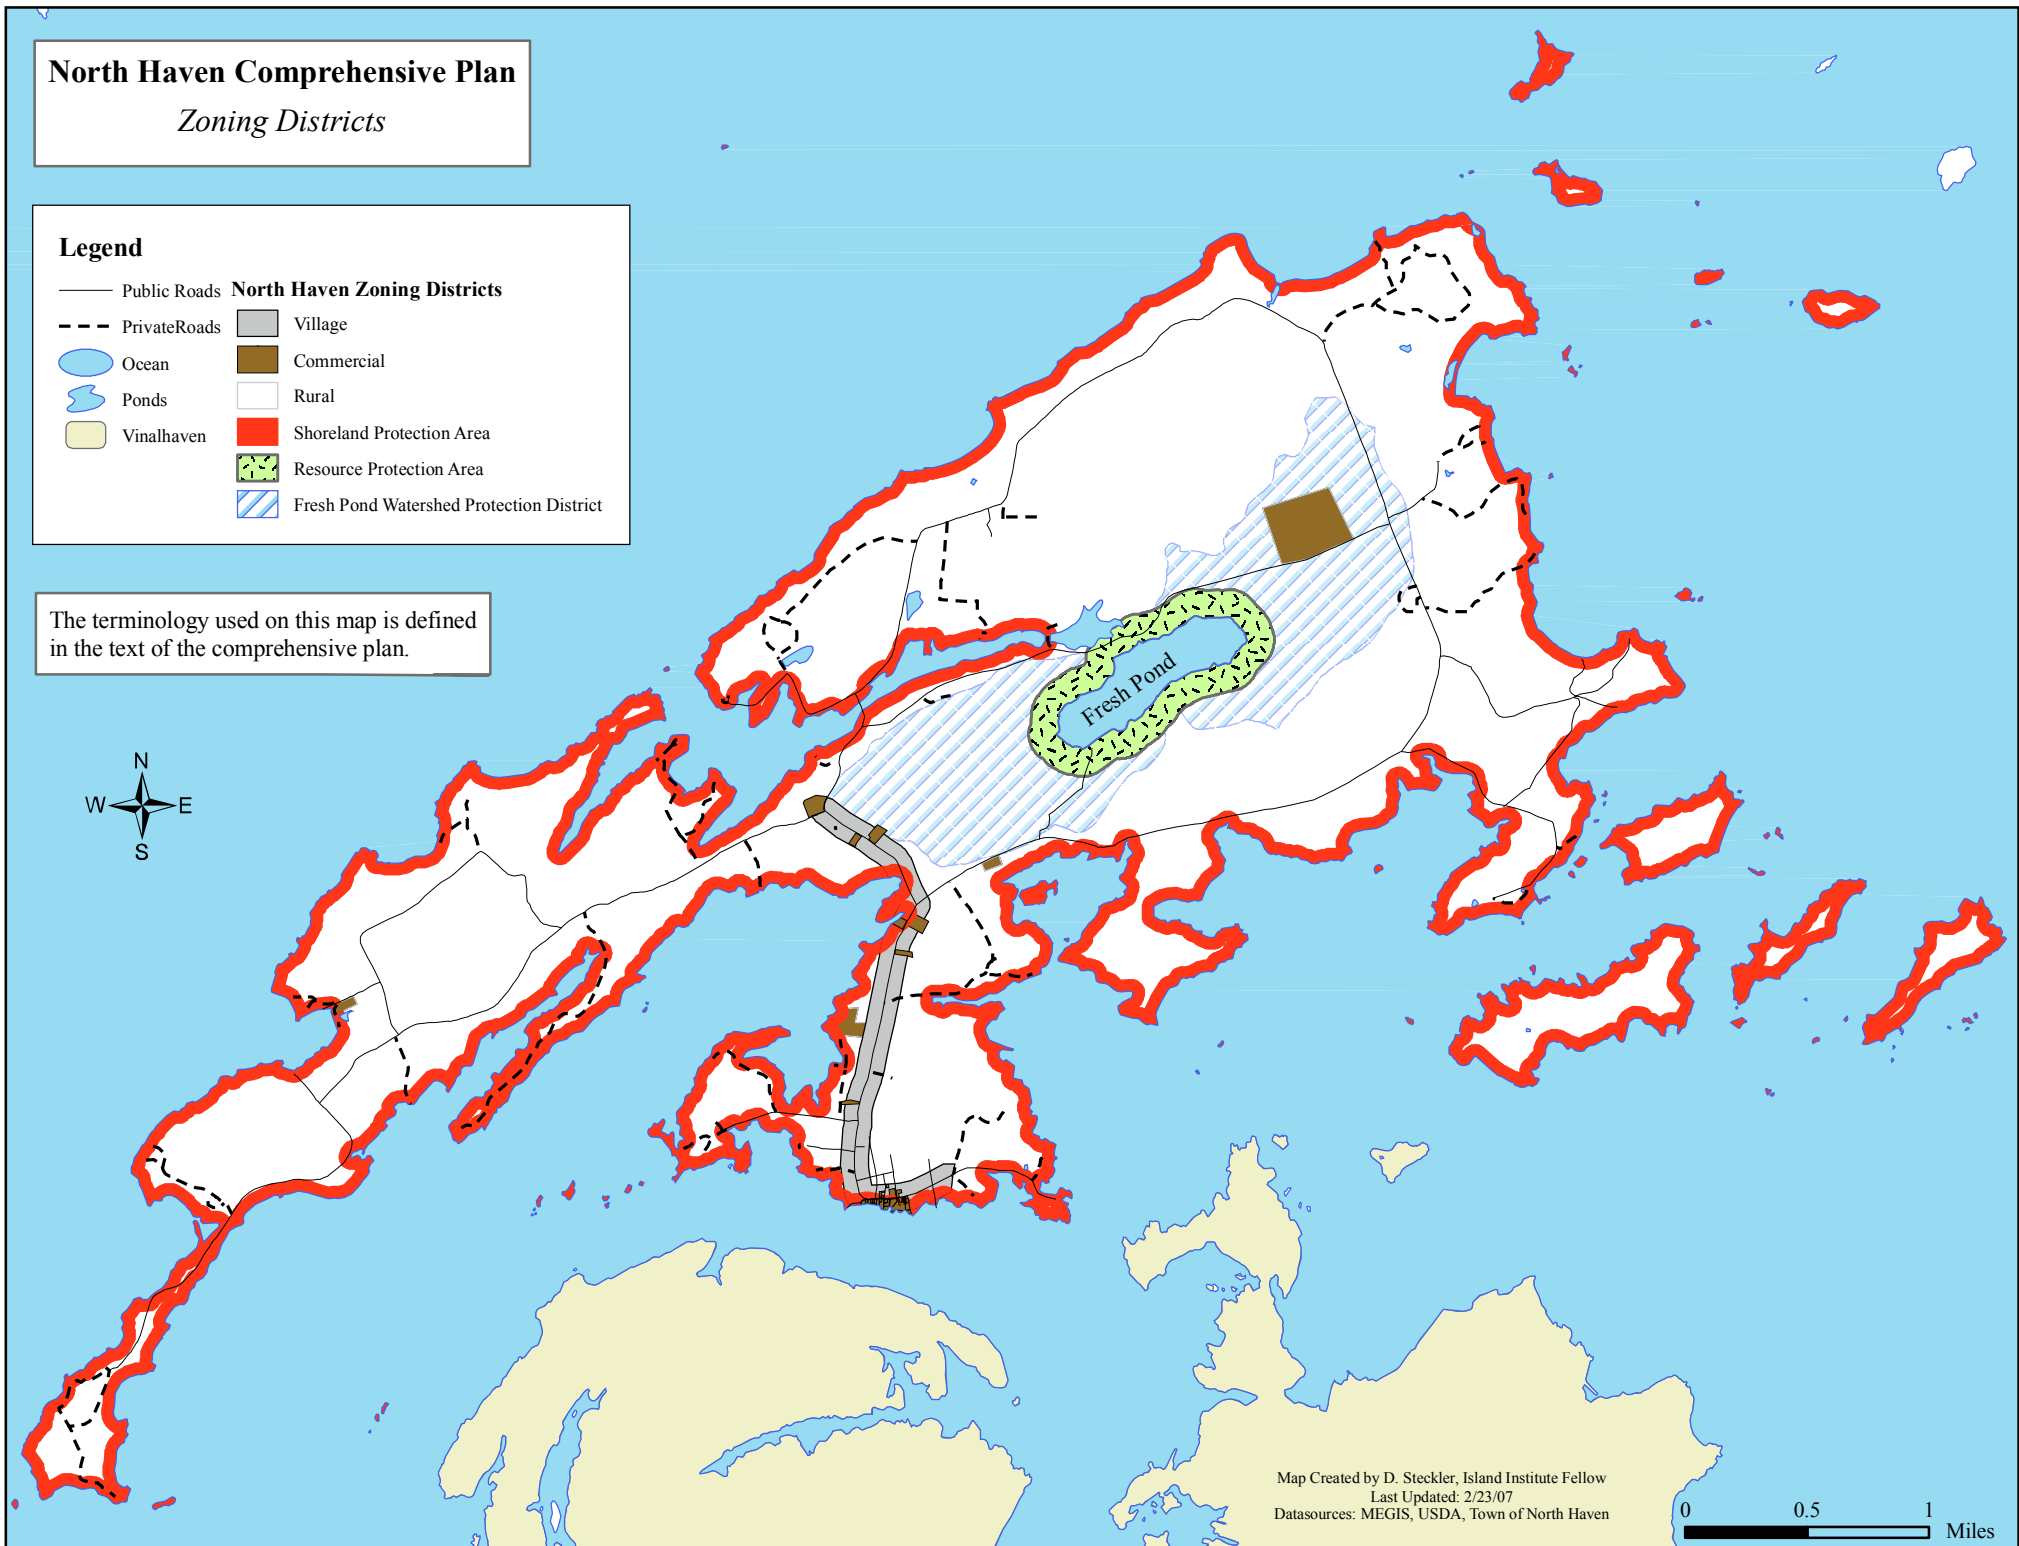 North Haven Comprehensive Plan
Zoning Districts
Legend
Public Roads
PrivateRoads
Ocean
Ponds
Vinalhaven
North Haven Zoning Districts
Village
Commercial
Rural
Shoreland Protection Area
Resource Protection Area
Fresh Pond Watershed Protection District
The terminology used on this map is defined
in the text of the comprehensive plan.
Fresh Pond
N
W E
S
Map Created by D. Steckler, Island Institute Fellow
Last Updated: 2/23/07
Datasources: MEGIS, USDA, Town of North Haven
0 0.5 1
Miles